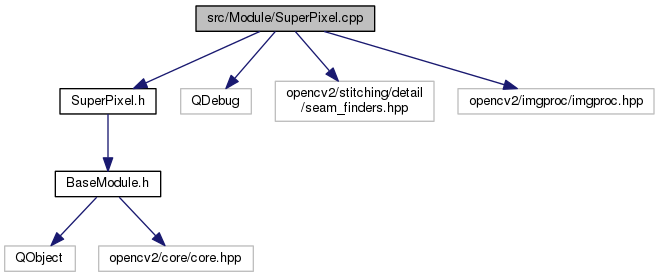 src/Module/SuperPixel.cpp
SuperPixel.h
QDebug
opencv2/stitching/detail
/seam_finders.hpp
opencv2/imgproc/imgproc.hpp
BaseModule.h
QObject
opencv2/core/core.hpp